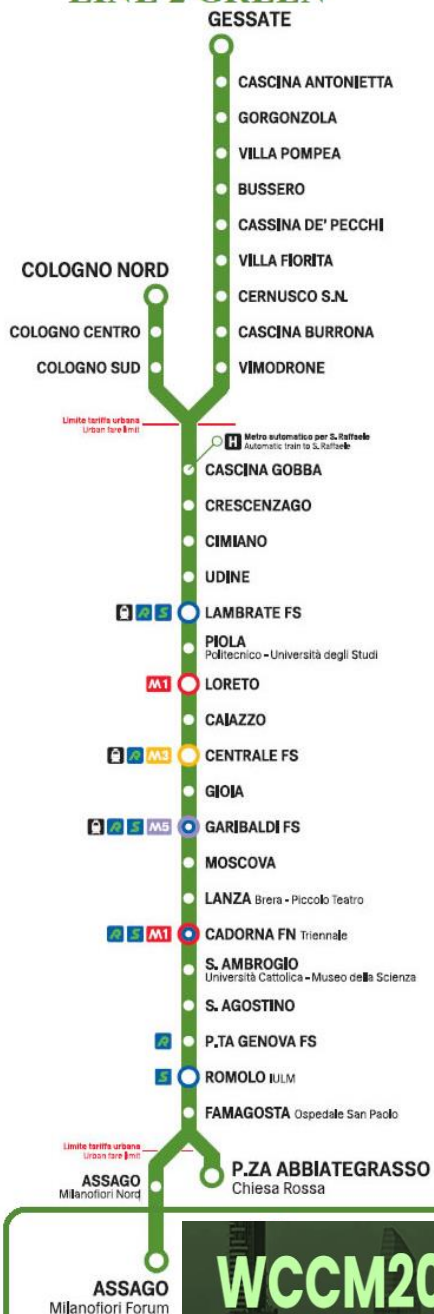 LINE 2 GREEN
GESSATE
CASCINA ANTONIETTA
GORGONZOLA
VILLA POMPEA
BUSSERO
CASSINA DE' PECCHI
VILLA FIORITA
CERNUSCO S.N.
CASCINA BURRONA
VIMODRONE
COLOGNO NORD
COLOGNO CENTRO
COLOGNO SUD
Limite tariffa urbana
Urban fare limit
H Metro automatica per S. Raffaele
Automatic train to S. Raffaele
CASCINA GOBBA
CRESCENZAGO
CIMIANO
UDINE
R S LAMBRATE FS
PIOLA
Politecnico - Università degli Studi
M1 LORETO
CAIAZZO
R M3 CENTRALE FS
GIOIA
R S M5 GARIBALDI FS
MOSCOVA
LANZA Brera - Piccolo Teatro
R S M1 CADORNA FN Triennale
S. AMBROGIO
Università Cattolica - Museo della Scienza
S. AGOSTINO
R P.TA GENOVA FS
S ROMOLO IULM
FAMAGOSTA Ospedale San Paolo
Limite tariffa urbana
Urban fare limit
P.ZA ABBIATEGRASSO
Chiesa Rossa
ASSAGO
Milanofiori Nord
ASSAGO
Milanofiori Forum
WCCM20